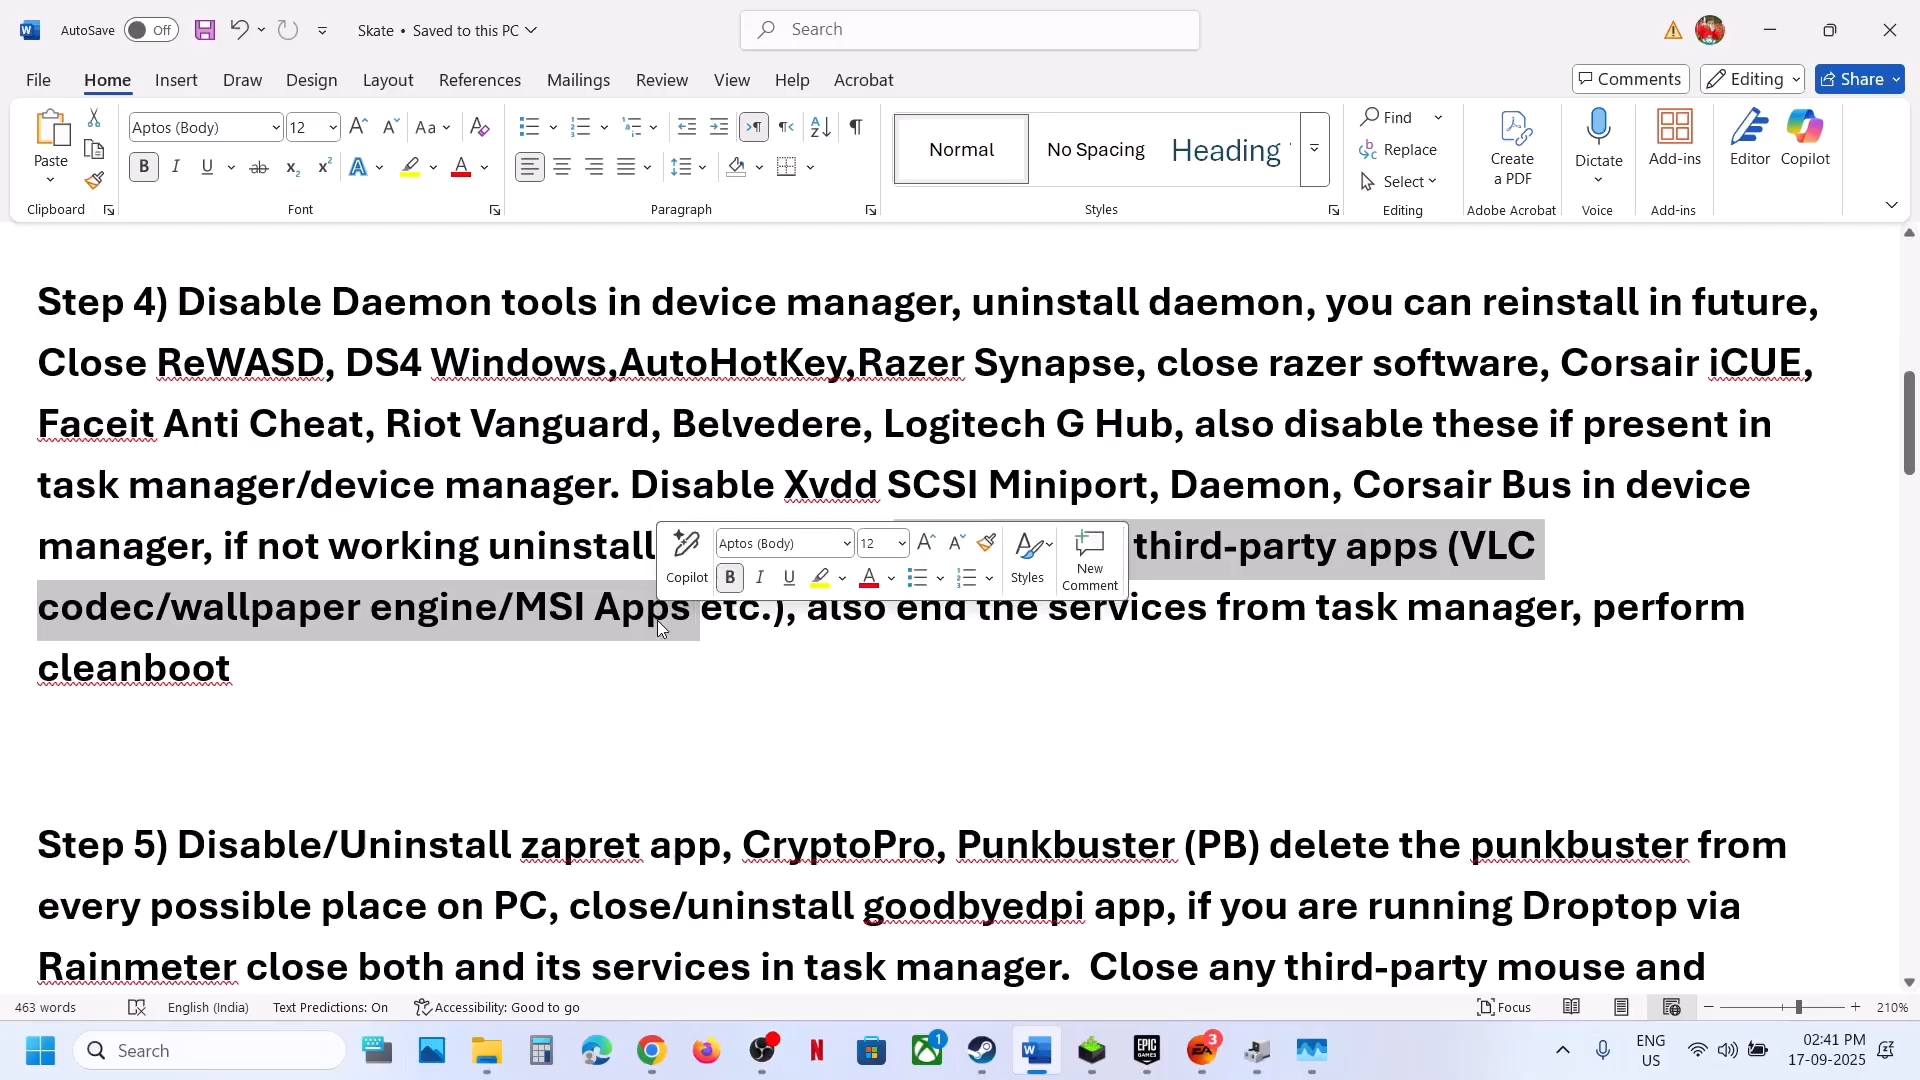 AutoSave Off Skate • Saved to this PC Search
File Home Insert Draw Design Layout References Mailings Review View Help Acrobat Comments Editing Share
Paste Aptos (Body) 12 Aa Normal No Spacing Heading Find Replace Select Create a PDF Dictate Add-ins Editor Copilot
Clipboard Font Paragraph Styles Editing Adobe Acrobat Voice Add-ins
Step 4) Disable Daemon tools in device manager, uninstall daemon, you can reinstall in future,
Close ReWASD, DS4 Windows,AutoHotKey,Razer Synapse, close razer software, Corsair iCUE,
Faceit Anti Cheat, Riot Vanguard, Belvedere, Logitech G Hub, also disable these if present in
task manager/device manager. Disable Xvdd SCSI Miniport, Daemon, Corsair Bus in device
manager, if not working uninstall third-party apps (VLC
Aptos (Body) 12
Copilot Styles New Comment
codec/wallpaper engine/MSI Apps etc.), also end the services from task manager, perform
cleanboot
Step 5) Disable/Uninstall zapret app, CryptoPro, Punkbuster (PB) delete the punkbuster from
every possible place on PC, close/uninstall goodbyedpi app, if you are running Droptop via
Rainmeter close both and its services in task manager. Close any third-party mouse and
463 words English (India) Text Predictions: On Accessibility: Good to go Focus 210%
Search 1 3 ENG US 02:41 PM 17-09-2025